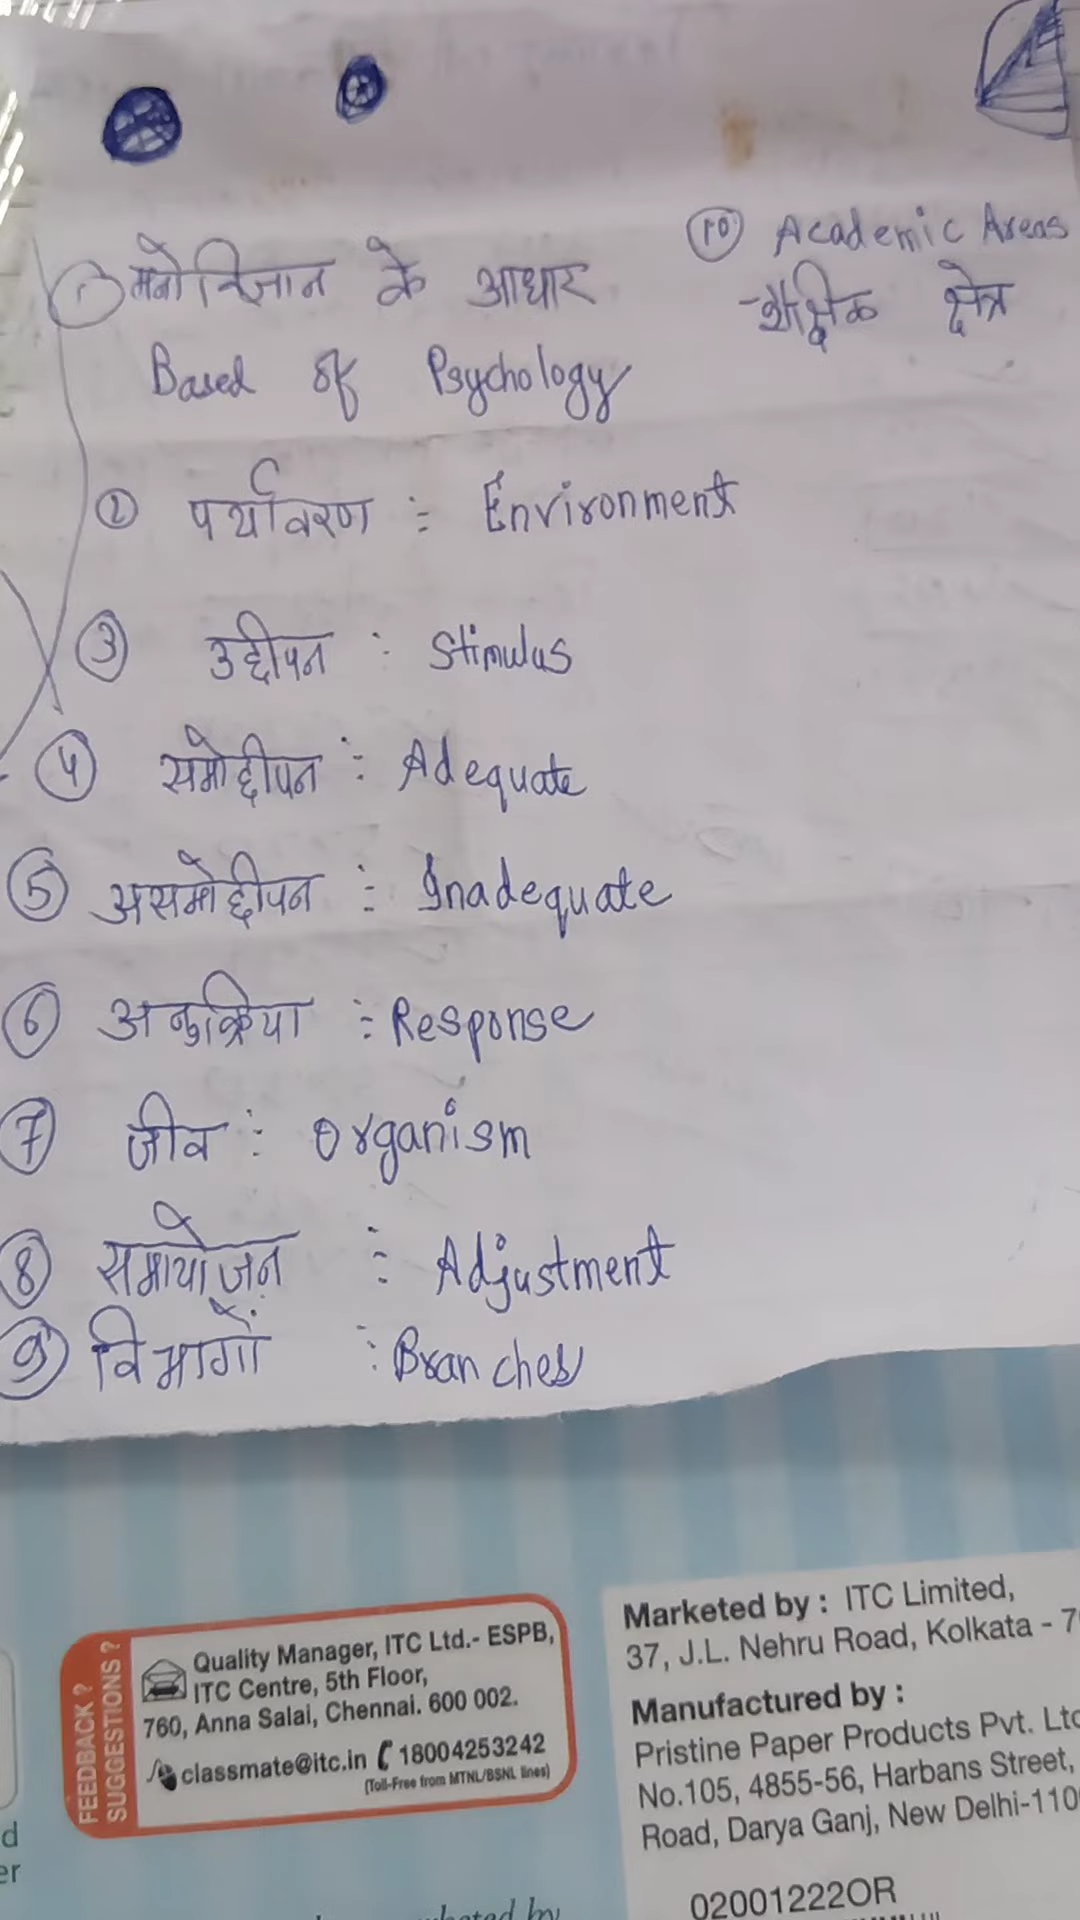 ① मनोविज्ञान के आधार
Based of Psychology
② पर्यावरण : Environment
③ उद्दीपन : Stimulus
④ समोद्दीपन : Adequate
⑤ असमोद्दीपन : Inadequate
⑥ अनुक्रिया : Response
⑦ जीव : Organism
⑧ समायोजन : Adjustment
⑨ विभागों : Branches
⑩ Academic Areas
शैक्षिक क्षेत्र
FEEDBACK ?
SUGGESTIONS ?
Quality Manager, ITC Ltd.- ESPB,
ITC Centre, 5th Floor,
760, Anna Salai, Chennai. 600 002.
classmate@itc.in 18004253242
(Toll-Free from MTNL/BSNL lines)
Marketed by : ITC Limited,
37, J.L. Nehru Road, Kolkata - 7
Manufactured by :
Pristine Paper Products Pvt. Ltd
No.105, 4855-56, Harbans Street,
Road, Darya Ganj, New Delhi-110
02001222OR